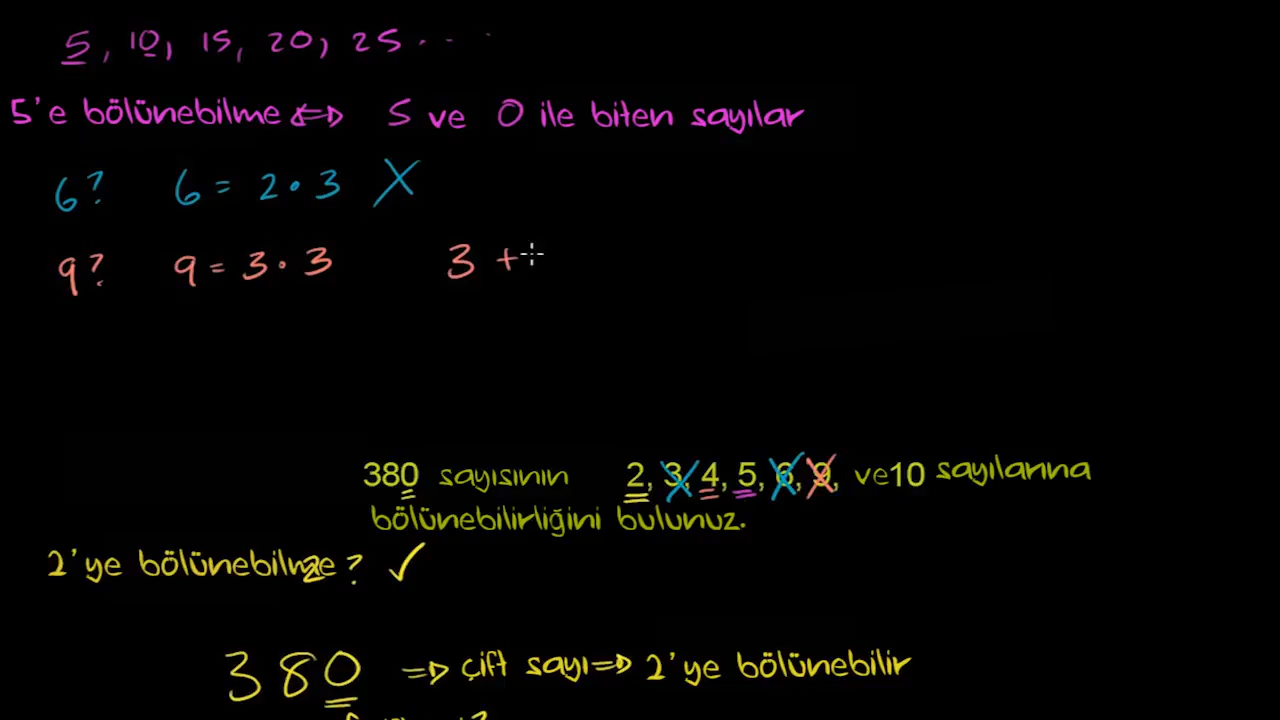 5, 10, 15, 20, 25 . . . .
5'e bölünebilme <=> 5 ve 0 ile biten sayılar
6? 6 = 2 · 3 X
9? 9 = 3 · 3 3 +
380 sayısının 2, 3, 4, 5, 6, 9, ve 10 sayılarına
bölünebilirliğini bulunuz.
2'ye bölünebilme? ✓
380 => çift sayı => 2'ye bölünebilir